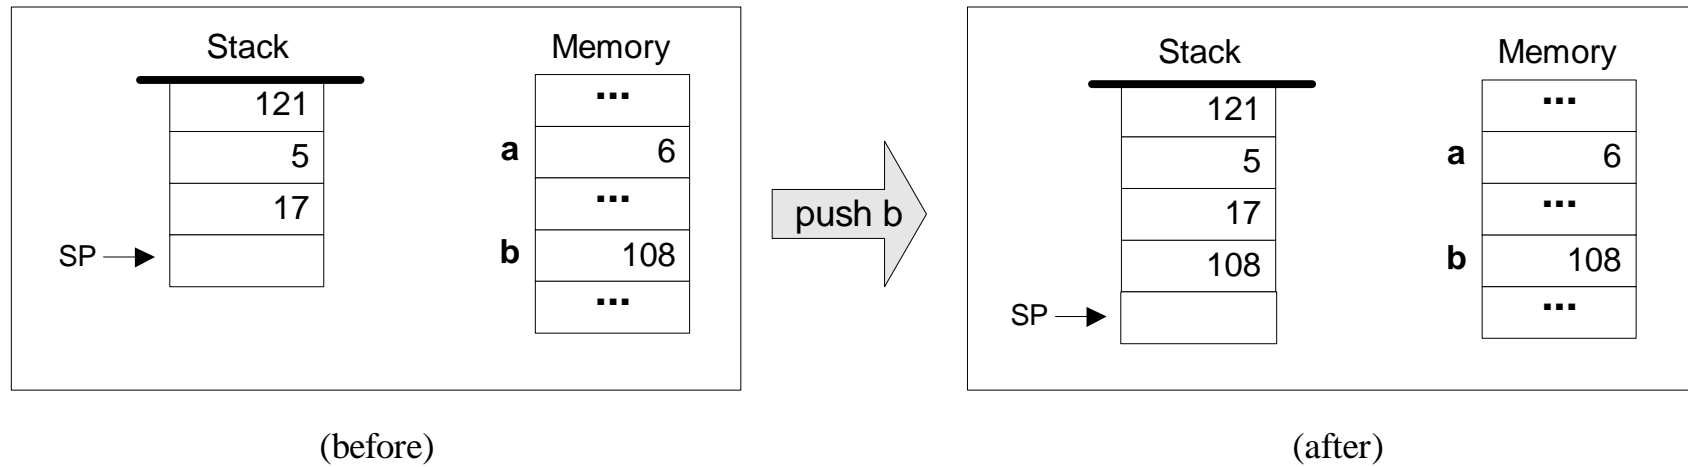 Stack
Memory
121
5
17
SP
...
a 6
...
b 108
...
push b
Stack
Memory
121
5
17
108
SP
...
a 6
...
b 108
...
(before)
(after)